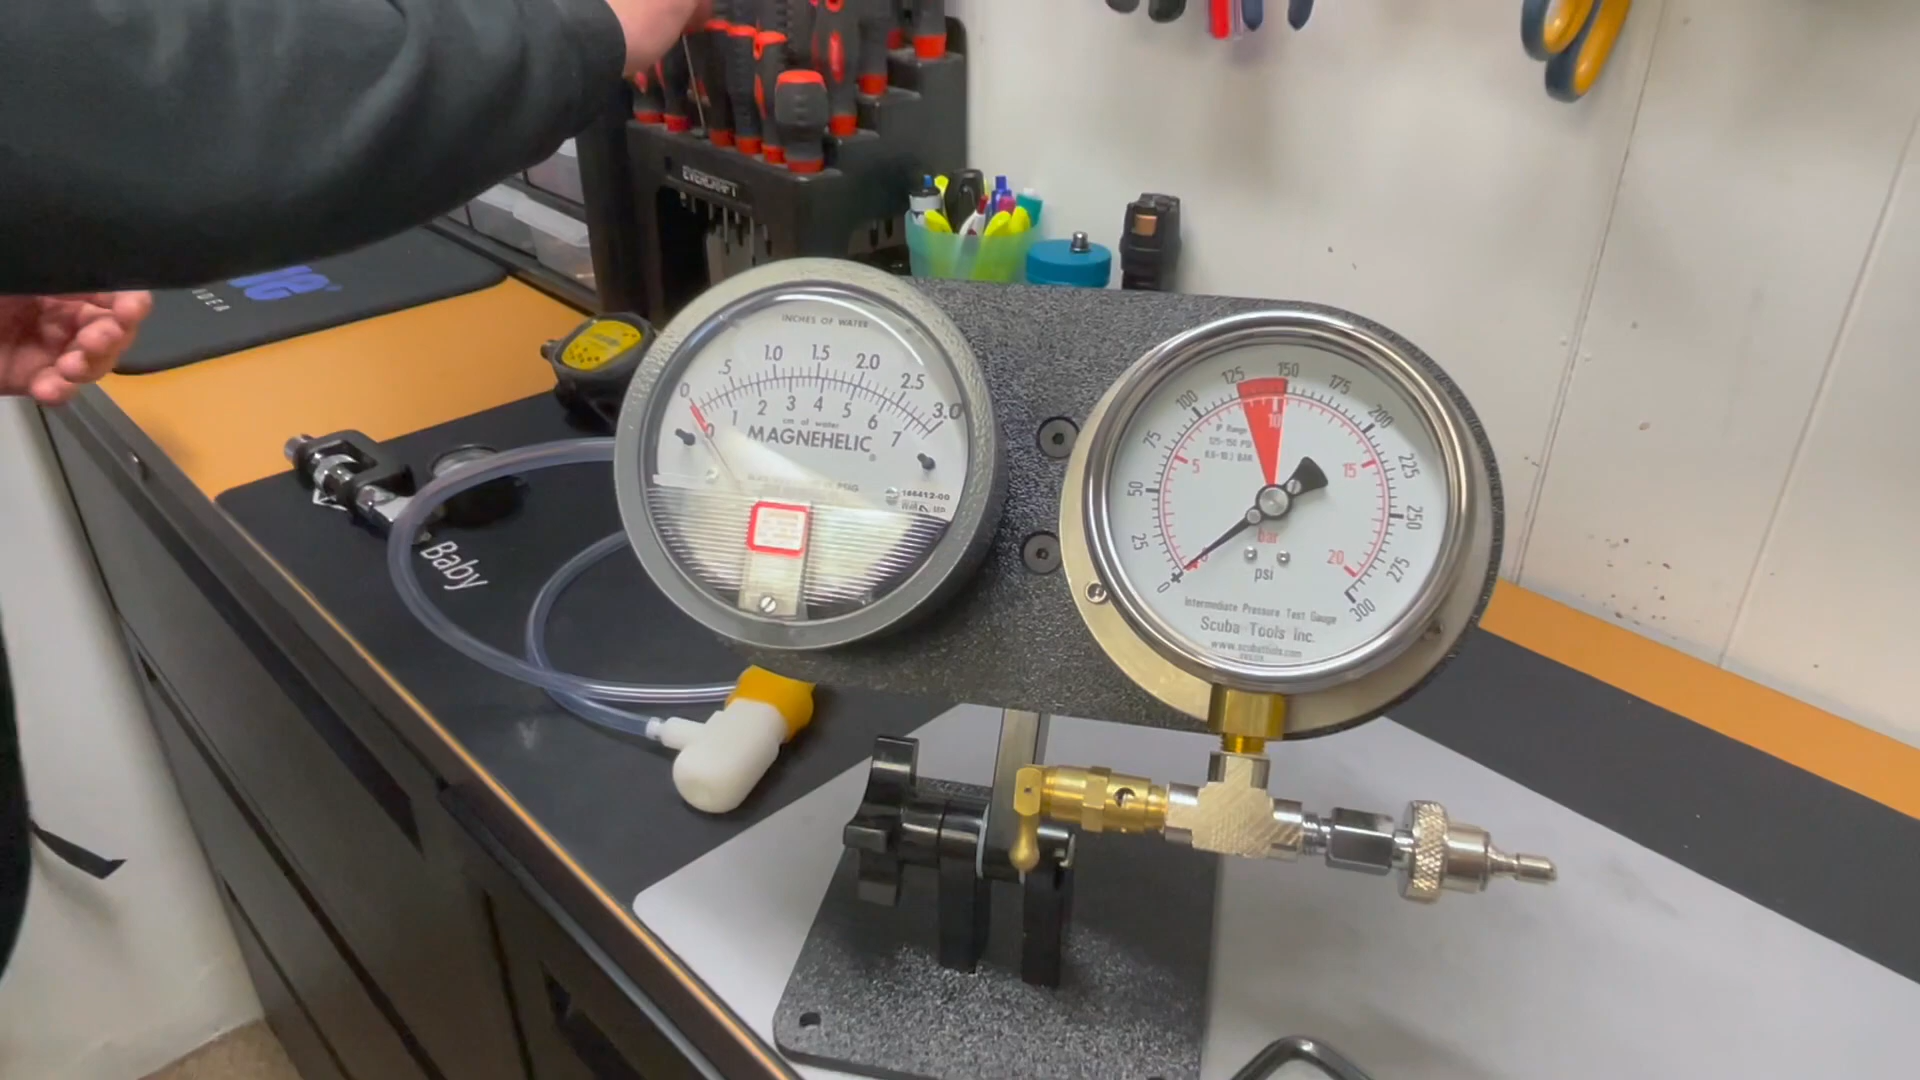 EVERCRAFT
INCHES OF WATER
0 .5 1.0 1.5 2.0 2.5 3.0
0 1 2 3 4 5 6 7
cm of water
MAGNEHELIC®
166412-00
Baby
0 25 50 75 100 125 150 175 200 225 250 275 300
5 10 15 20
IP Range
125-150 PSI
bar
psi
Intermediate Pressure Test Gauge
Scuba Tools Inc.
www.scubatools.com